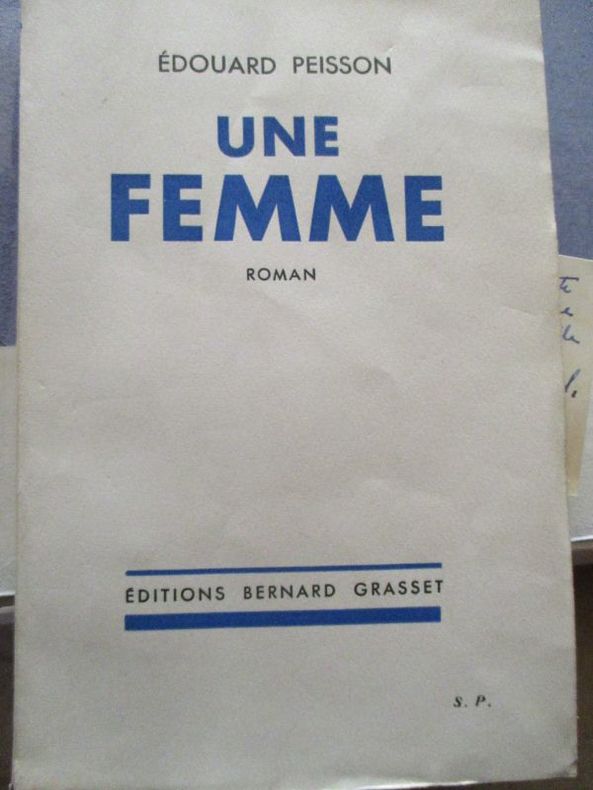 ÉDOUARD PEISSON
UNE
FEMME
ROMAN
ÉDITIONS BERNARD GRASSET
S. P.